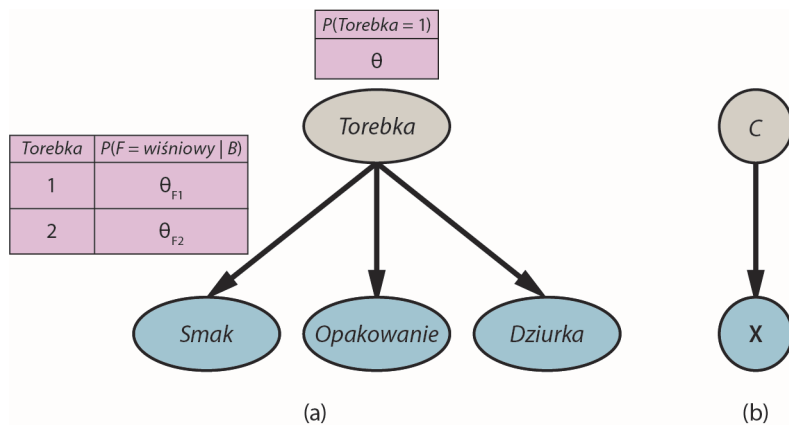 P(Torebka = 1)
θ
Torebka
C
Torebka P(F = wiśniowy | B)
1 θF1
2 θF2
Smak Opakowanie Dziurka
X
(a)
(b)